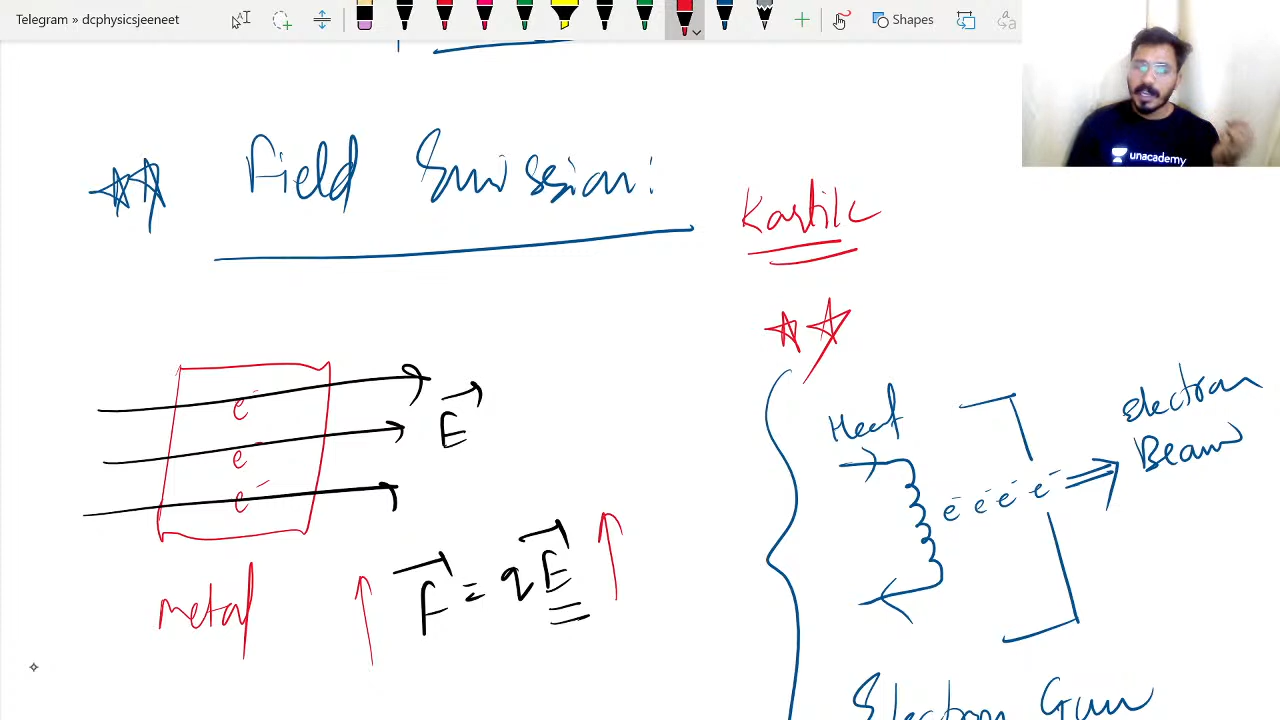 Telegram » dcphysicsjeeneet
Shapes
unacademy
Field Emission:
Kartik
e⁻
e⁻
e⁻
E
metal
F = qE
Heat
e⁻ e⁻ e⁻ e⁻
Electron
Beam
Electron Gun